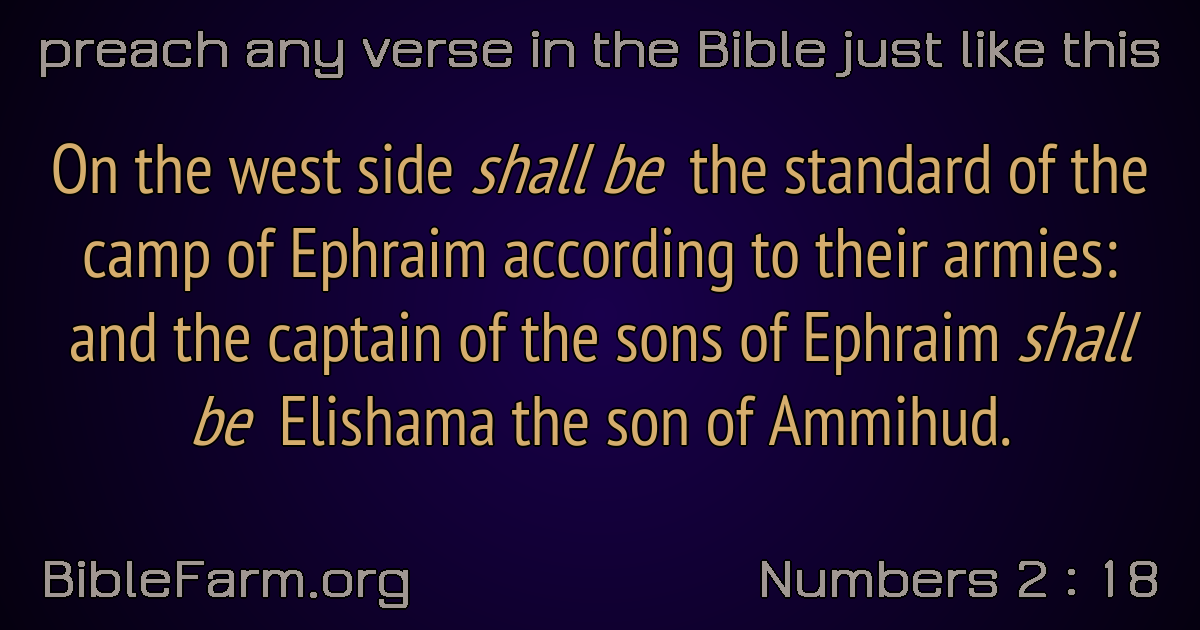 preach any verse in the Bible just like this
On the west side shall be the standard of the
camp of Ephraim according to their armies:
and the captain of the sons of Ephraim shall
be Elishama the son of Ammihud.
BibleFarm.org
Numbers 2 : 18